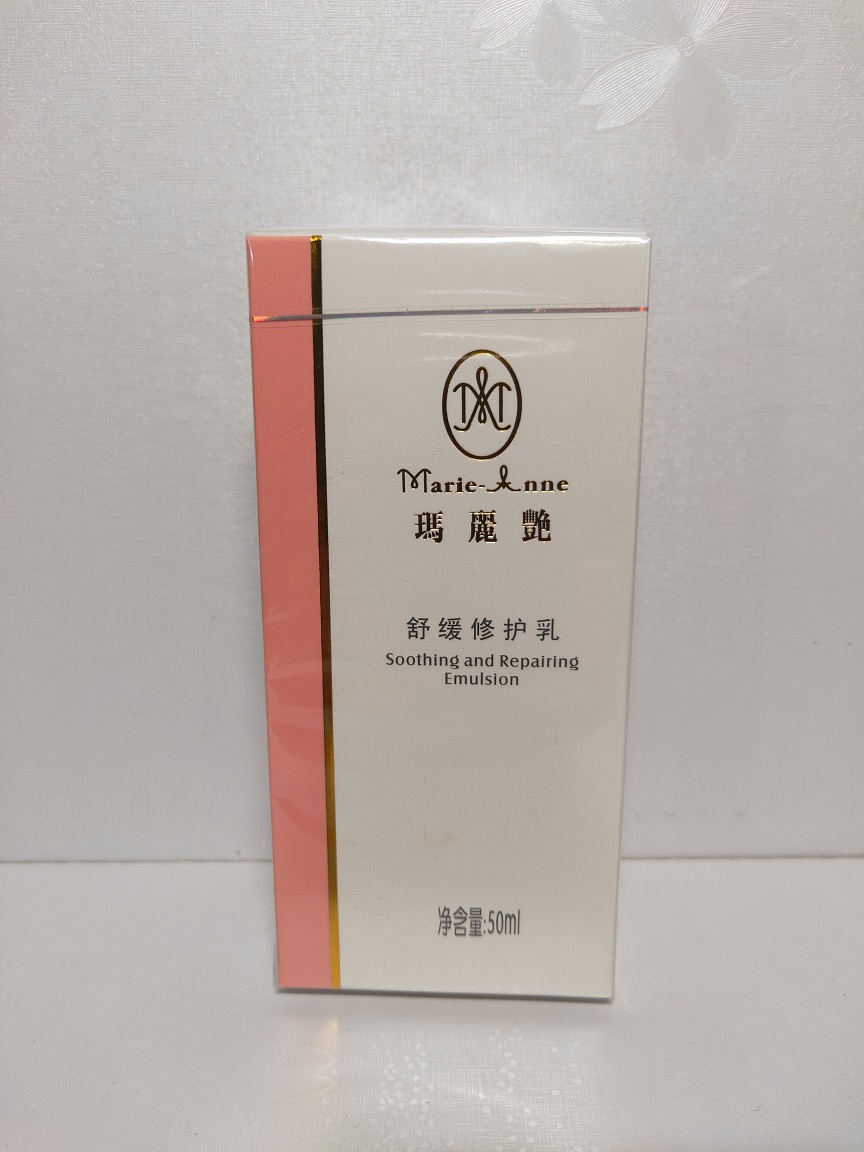 Marie-Anne
瑪麗艷
舒缓修护乳
Soothing and Repairing
Emulsion
净含量:50ml